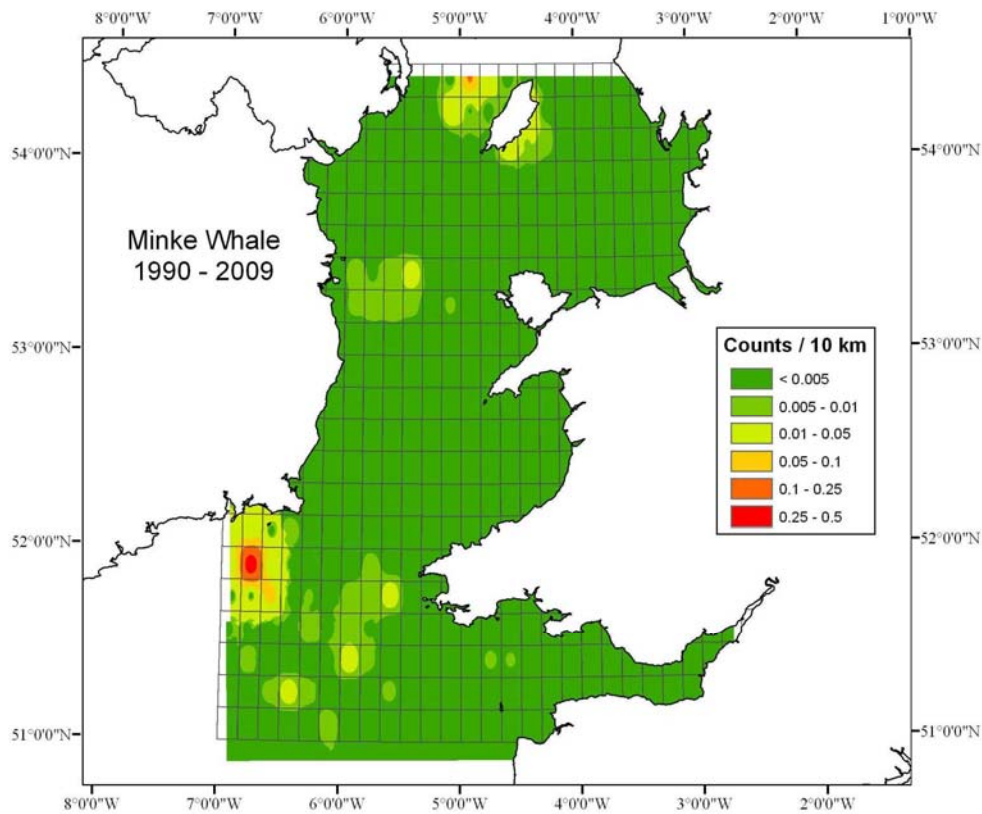 8°0'0"W 7°0'0"W 6°0'0"W 5°0'0"W 4°0'0"W 3°0'0"W 2°0'0"W 1°0'0"W
54°0'0"N 54°0'0"N
Minke Whale
1990 - 2009
53°0'0"N 53°0'0"N
Counts / 10 km
< 0.005
0.005 - 0.01
0.01 - 0.05
0.05 - 0.1
0.1 - 0.25
0.25 - 0.5
52°0'0"N 52°0'0"N
51°0'0"N 51°0'0"N
8°0'0"W 7°0'0"W 6°0'0"W 5°0'0"W 4°0'0"W 3°0'0"W 2°0'0"W